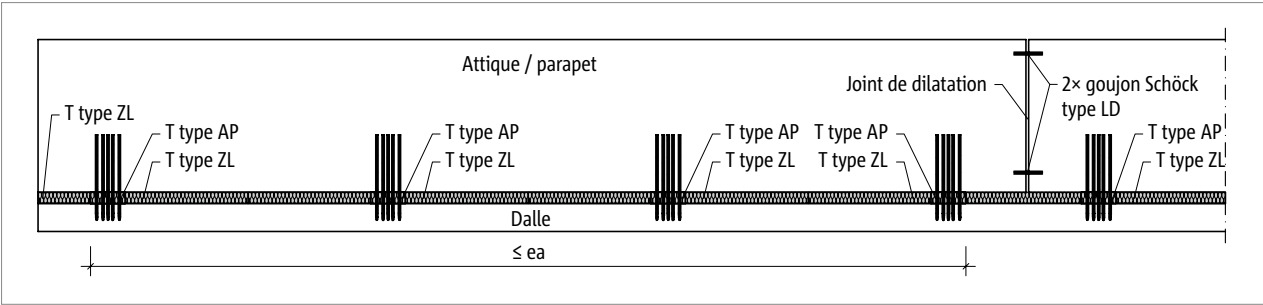 Attique / parapet
Joint de dilatation
2× goujon Schöck
type LD
T type ZL
T type AP
T type ZL
T type AP
T type ZL
T type AP
T type ZL
T type AP
T type ZL
T type AP
T type ZL
Dalle
≤ ea